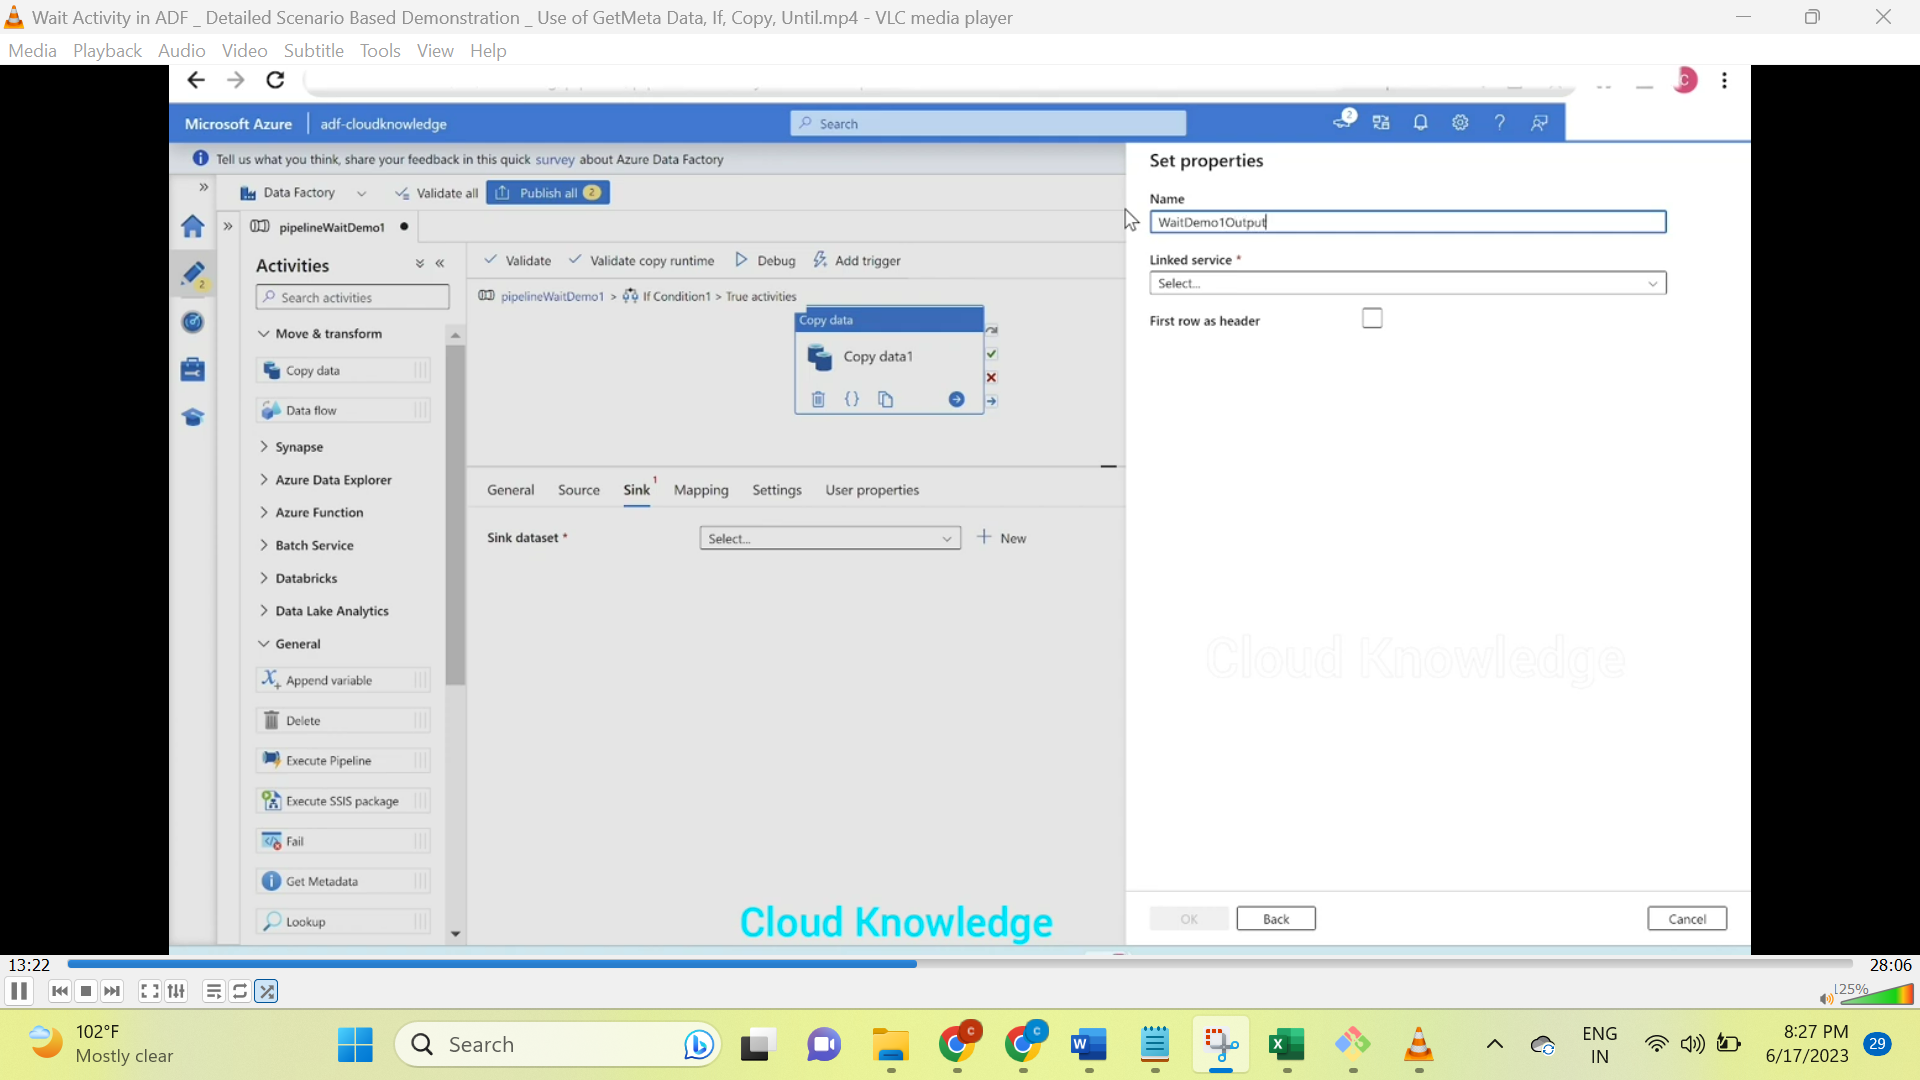 Wait Activity in ADF _ Detailed Scenario Based Demonstration _ Use of GetMeta Data, If, Copy, Until.mp4 - VLC media player
Media Playback Audio Video Subtitle Tools View Help
C
Microsoft Azure adf-cloudknowledge Search 2 ?
Tell us what you think, share your feedback in this quick survey about Azure Data Factory
Data Factory Validate all Publish all 2
pipelineWaitDemo1
2
Activities
Search activities
Move & transform
Copy data
Data flow
Synapse
Azure Data Explorer
Azure Function
Batch Service
Databricks
Data Lake Analytics
General
Append variable
Delete
Execute Pipeline
Execute SSIS package
Fail
Get Metadata
Lookup
Validate Validate copy runtime Debug Add trigger
pipelineWaitDemo1 > If Condition1 > True activities
Copy data
Copy data1
{}
General Source Sink 1 Mapping Settings User properties
Sink dataset * Select... + New
Set properties
Name
WaitDemo1Output
Linked service *
Select...
First row as header
Cloud Knowledge
OK Back Cancel
Cloud Knowledge
13:22 28:06
125%
102°F
Mostly clear
Search
C C
ENG
IN
8:27 PM
6/17/2023
29